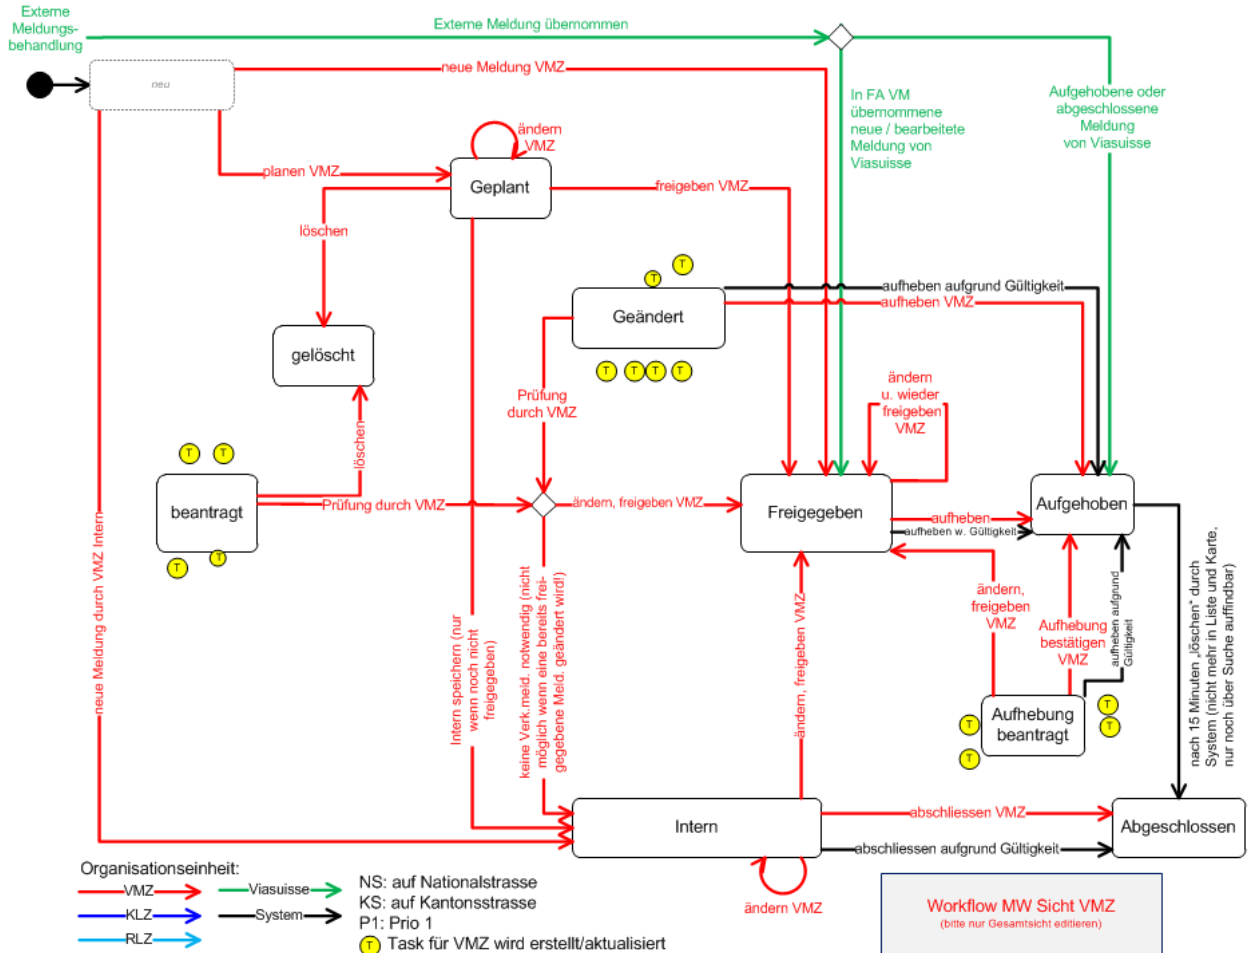 Externe
Meldungs-
behandlung
Externe Meldung übernommen
neu
neue Meldung VMZ
In FA VM
übernommene
neue / bearbeitete
Meldung von
Viasuisse
Aufgehobene oder
abgeschlossene
Meldung
von Viasuisse
ändern
VMZ
planen VMZ
Geplant
freigeben VMZ
löschen
T
T
aufheben aufgrund Gültigkeit
aufheben VMZ
Geändert
gelöscht
T
T
T
T
Prüfung
durch VMZ
ändern
u. wieder
freigeben
VMZ
löschen
T
T
beantragt
Prüfung durch VMZ
ändern, freigeben VMZ
Freigegeben
aufheben
aufheben w. Gültigkeit
Aufgehoben
T
T
neue Meldung durch VMZ Intern
Intern speichern (nur
wenn noch nicht
freigegeben)
keine Verk.meld. notwendig (nicht
möglich wenn eine bereits frei-
gegebene Meld. geändert wird!)
ändern, freigeben VMZ
ändern,
freigeben
VMZ
Aufhebung
bestätigen
VMZ
aufheben aufgrund
Gültigkeit
nach 15 Minuten „löschen" durch
System (nicht mehr in Liste und Karte,
nur noch über Suche auffindbar)
Aufhebung
beantragt
T
T
T
T
Intern
abschliessen VMZ
abschliessen aufgrund Gültigkeit
Abgeschlossen
ändern VMZ
Organisationseinheit:
VMZ
Viasuisse
KLZ
System
RLZ
NS: auf Nationalstrasse
KS: auf Kantonsstrasse
P1: Prio 1
T Task für VMZ wird erstellt/aktualisiert
Workflow MW Sicht VMZ
(bitte nur Gesamtsicht editieren)